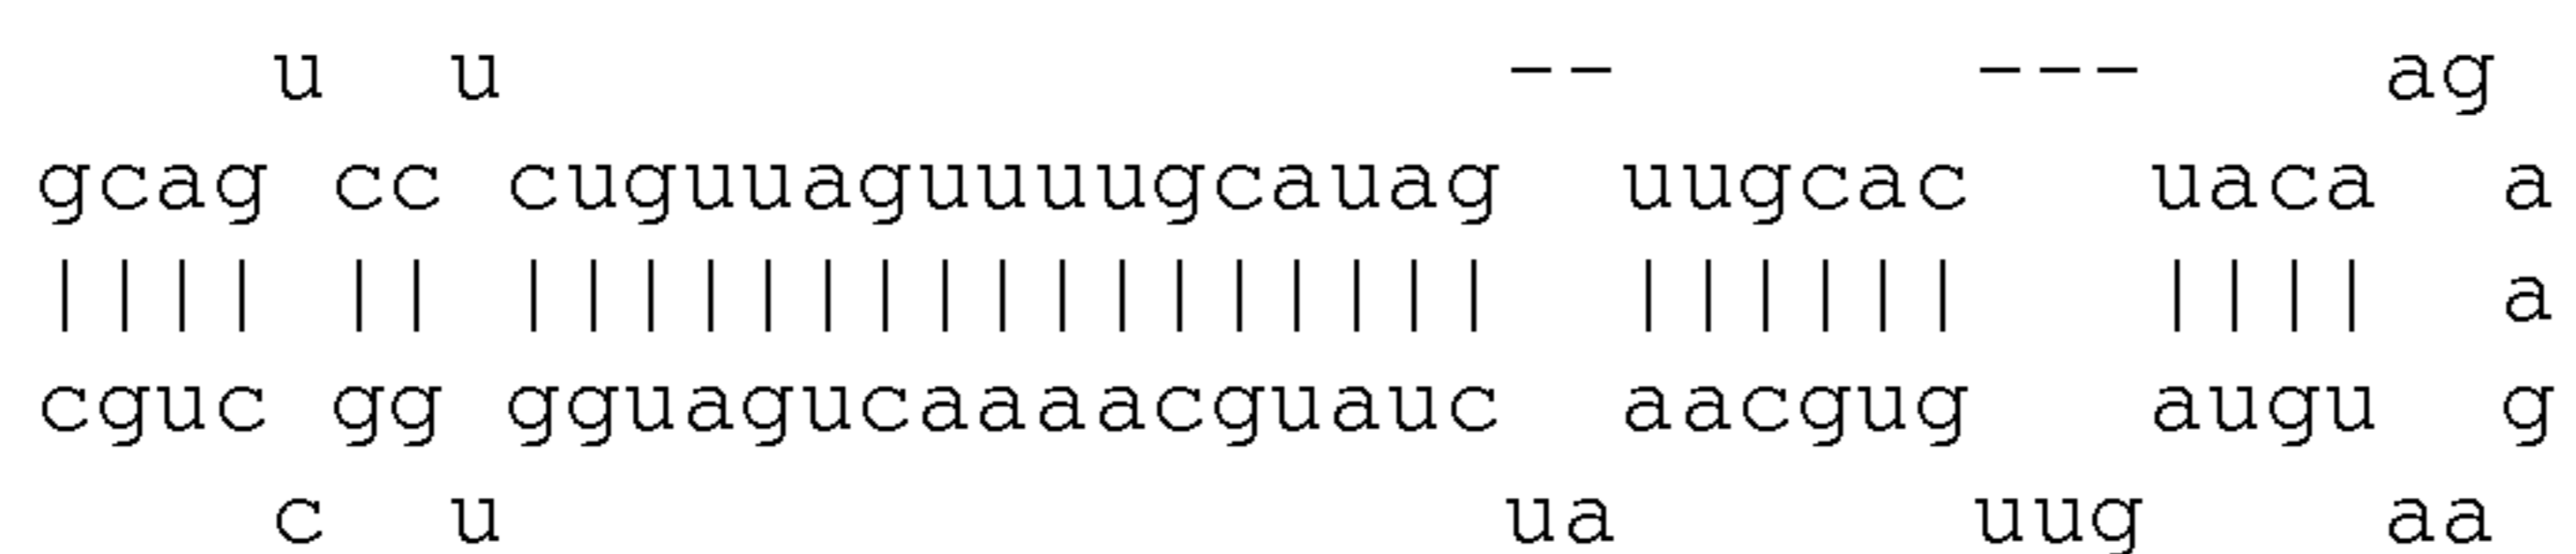 u  u                 --      ---    ag
gcag cc cuguuaguuuugcauag  uugcac   uaca  a
|||| || |||||||||||||||||  ||||||   ||||  a
cguc gg gguagucaaaacguauc  aacgug   augu  g
    c  u                 ua      uug    aa